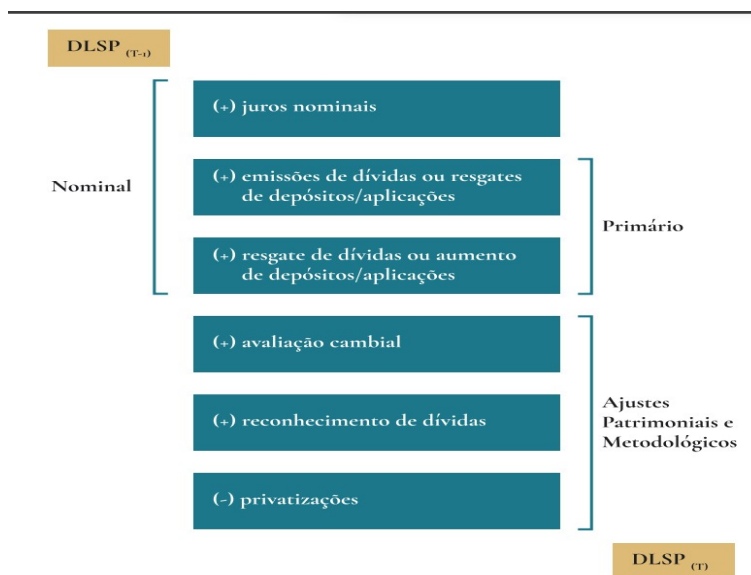 DLSP (T-1)
(+) juros nominais
Nominal
(+) emissões de dívidas ou resgates
de depósitos/aplicações
Primário
(+) resgate de dívidas ou aumento
de depósitos/aplicações
(+) avaliação cambial
(+) reconhecimento de dívidas
Ajustes
Patrimoniais e
Metodológicos
(-) privatizações
DLSP (T)